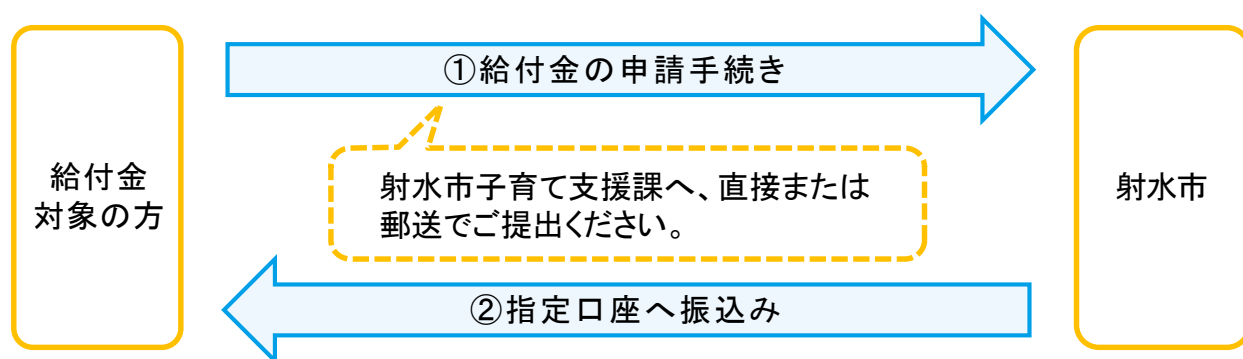 ①給付金の申請手続き
給付金
対象の方
射水市子育て支援課へ、直接または
郵送でご提出ください。
射水市
②指定口座へ振込み